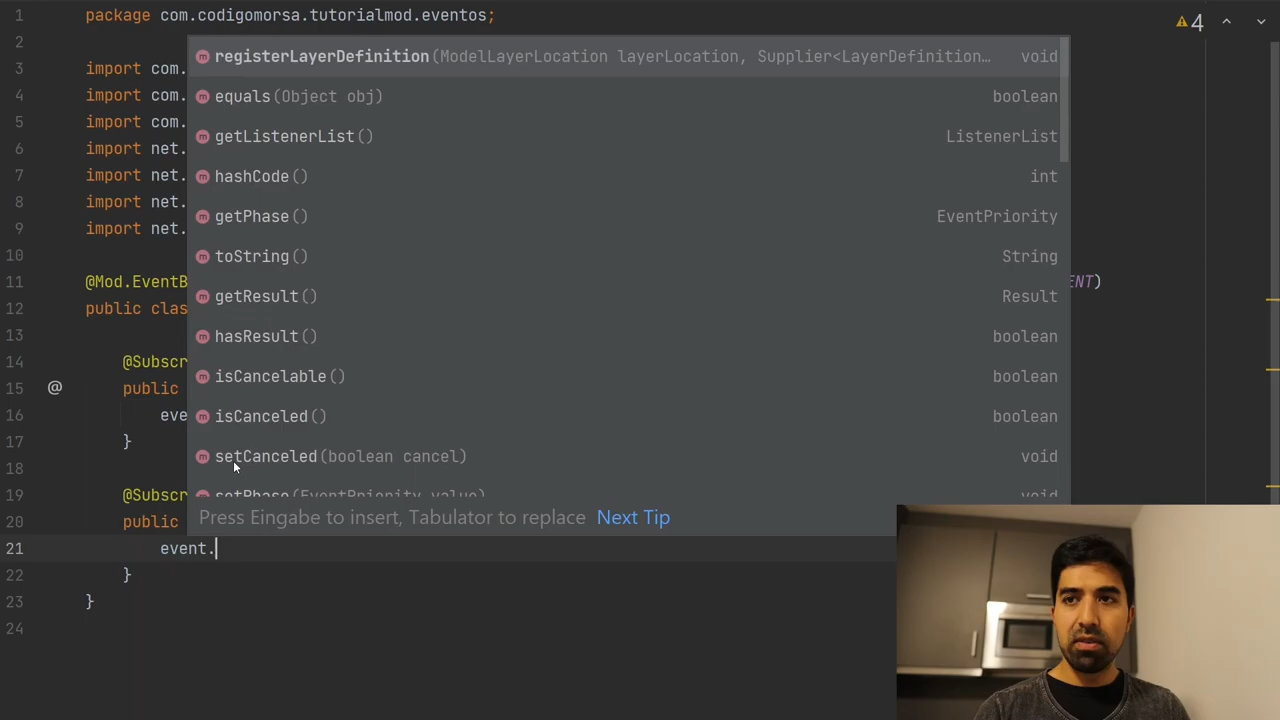 1 package com.codigomorsa.tutorialmod.eventos;
4
2
registerLayerDefinition(ModelLayerLocation layerLocation, Supplier<LayerDefinition… void
3 import com.
4 import com.
equals(Object obj) boolean
5 import com.
getListenerList() ListenerList
6 import net.
7 import net.
hashCode() int
8 import net.
getPhase() EventPriority
9 import net.
10
toString() String
11 @Mod.EventB ENT)
getResult() Result
12 public clas
13
hasResult() boolean
14 @Subscr
isCancelable() boolean
15 @ public
16 eve
isCanceled() boolean
17 }
setCanceled(boolean cancel) void
18
19 @Subscr
setPhase(EventPriority value) void
20 public
Press Eingabe to insert, Tabulator to replace Next Tip
21 event.
22 }
23 }
24